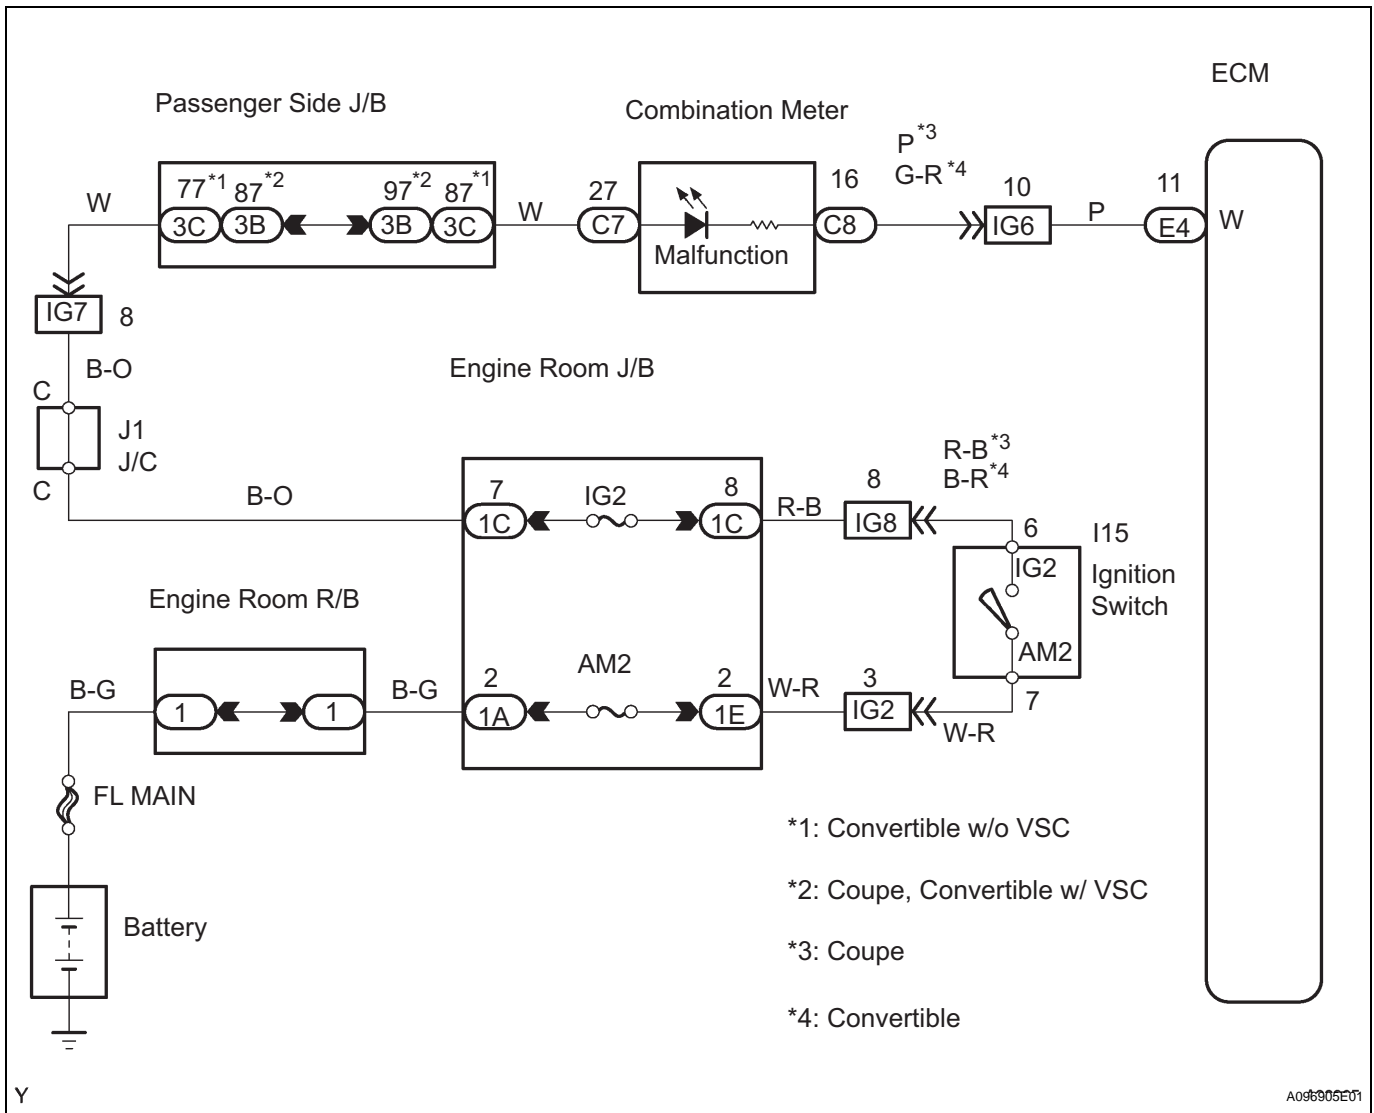 ECM
Passenger Side J/B
Combination Meter
P*3
G-R*4
77*1 87*2 97*2 87*1
W 3C 3B 3B 3C W
27 C7
Malfunction
16 C8
10 IG6
P
11 E4 W
IG7 8
B-O
C
J1
J/C
C
B-O
Engine Room J/B
7 1C
IG2
8 1C
R-B
8 IG8
R-B*3
B-R*4
6
IG2
I15
Ignition
Switch
AM2
7
Engine Room R/B
B-G
1 1
B-G
2 1A
AM2
2 1E
W-R
3 IG2
W-R
FL MAIN
Battery
*1: Convertible w/o VSC
*2: Coupe, Convertible w/ VSC
*3: Coupe
*4: Convertible
Y
A096905E01